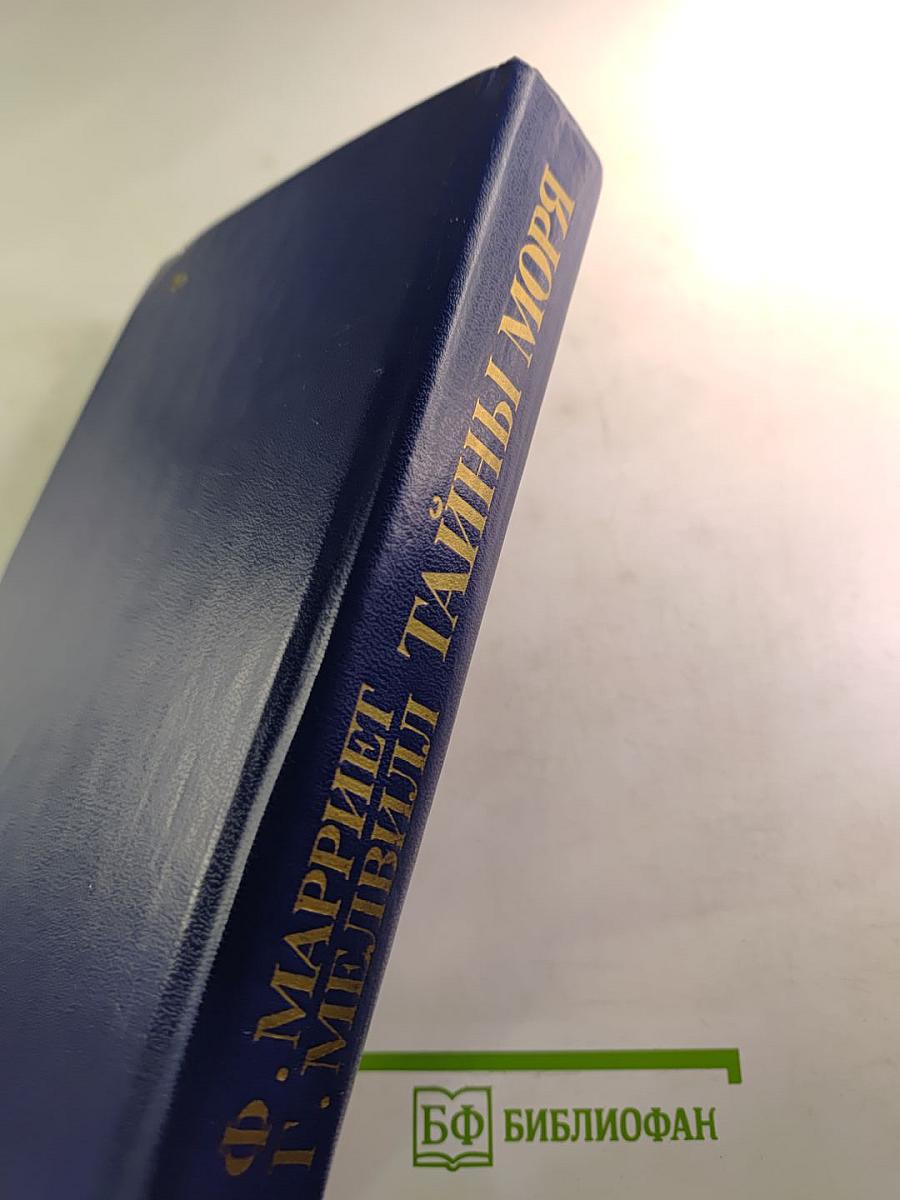 Ф. МАРРИЕТ
Г. МЕЛВИЛЛ
ТАЙНЫ МОРЯ
БФ БИБЛИОФАН